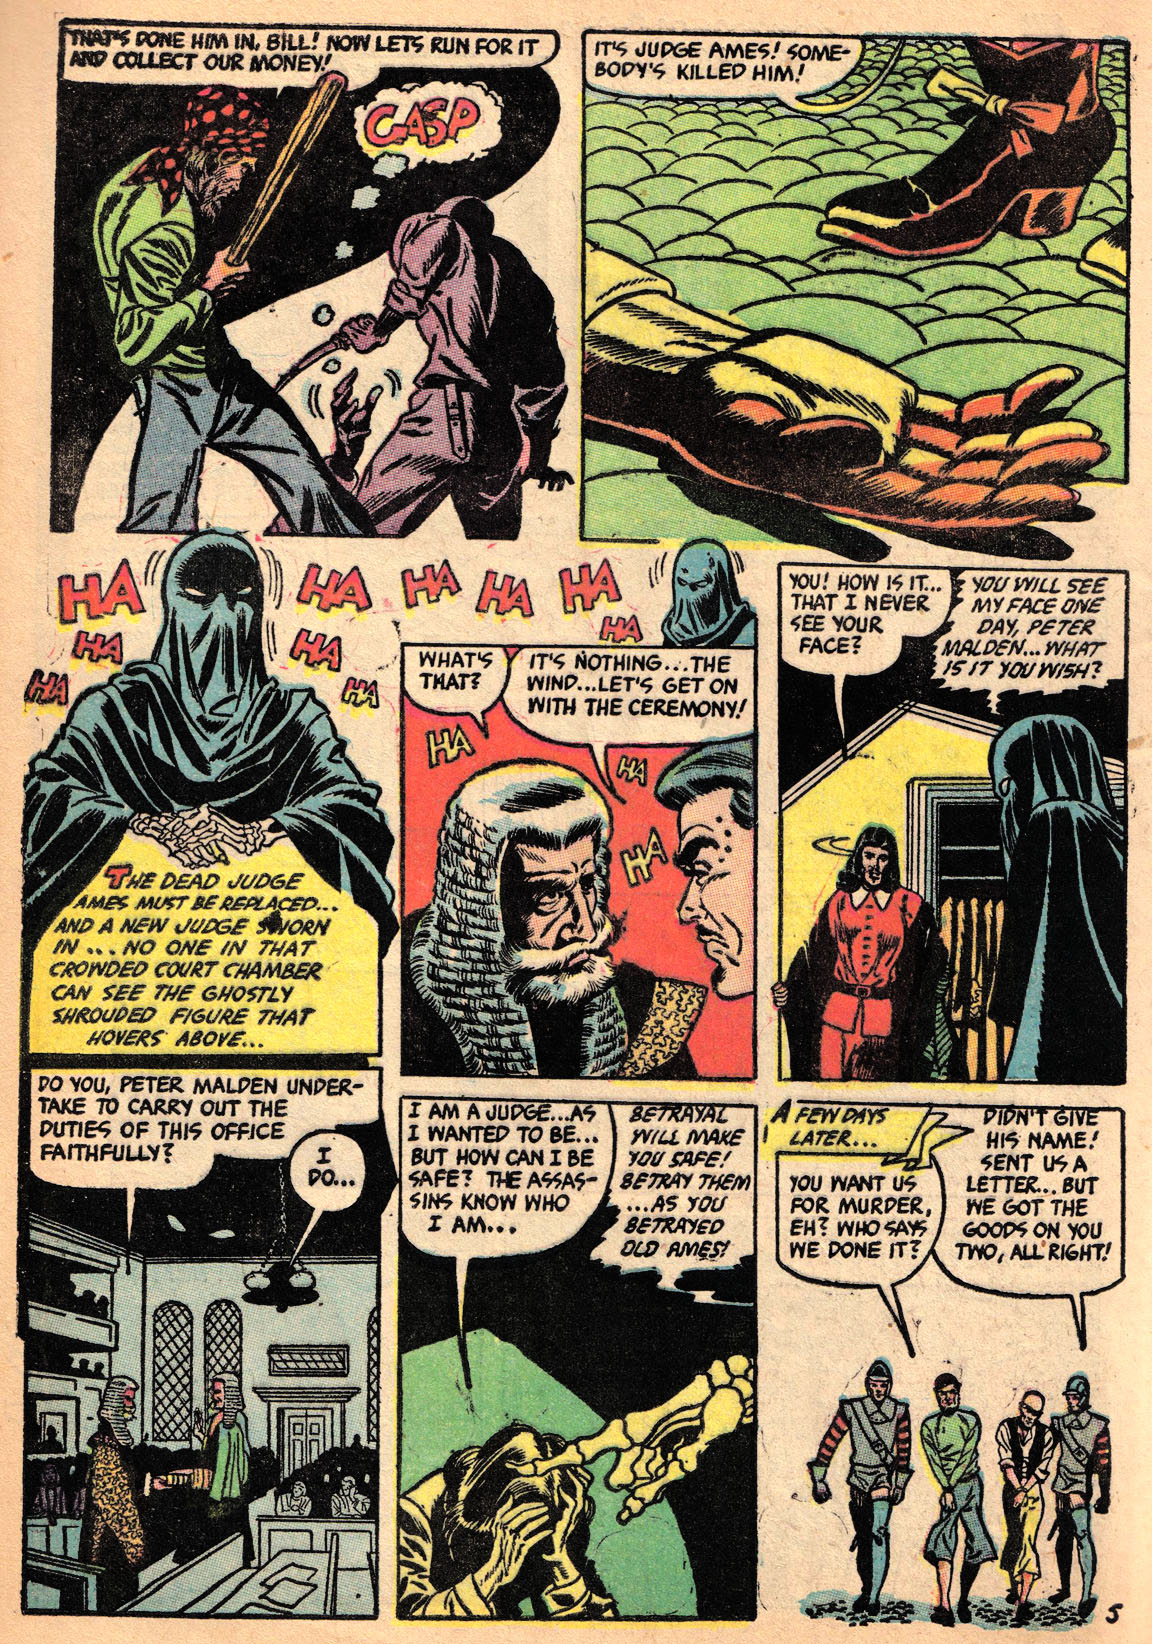 THAT'S DONE HIM IN, BILL! NOW LETS RUN FOR IT
AND COLLECT OUR MONEY!
GASP
IT'S JUDGE AMES! SOME-
BODY'S KILLED HIM!
HA
HA
HA
HA
HA
HA
HA
HA
HA
HA
THE DEAD JUDGE
AMES MUST BE REPLACED...
AND A NEW JUDGE SWORN
IN ... NO ONE IN THAT
CROWDED COURT CHAMBER
CAN SEE THE GHOSTLY
SHROUDED FIGURE THAT
HOVERS ABOVE...
WHAT'S
THAT?
IT'S NOTHING...THE
WIND...LET'S GET ON
WITH THE CEREMONY!
HA
HA
HA
YOU! HOW IS IT...
THAT I NEVER
SEE YOUR
FACE?
YOU WILL SEE
MY FACE ONE
DAY, PETER
MALDEN...WHAT
IS IT YOU WISH?
DO YOU, PETER MALDEN UNDER-
TAKE TO CARRY OUT THE
DUTIES OF THIS OFFICE
FAITHFULLY?
I
DO...
I AM A JUDGE...AS
I WANTED TO BE...
BUT HOW CAN I BE
SAFE? THE ASSAS-
SINS KNOW WHO
I AM...
BETRAYAL
WILL MAKE
YOU SAFE!
BETRAY THEM
...AS YOU
BETRAYED
OLD AMES!
A FEW DAYS
LATER...
YOU WANT US
FOR MURDER,
EH? WHO SAYS
WE DONE IT?
DIDN'T GIVE
HIS NAME!
SENT US A
LETTER... BUT
WE GOT THE
GOODS ON YOU
TWO, ALL RIGHT!
5